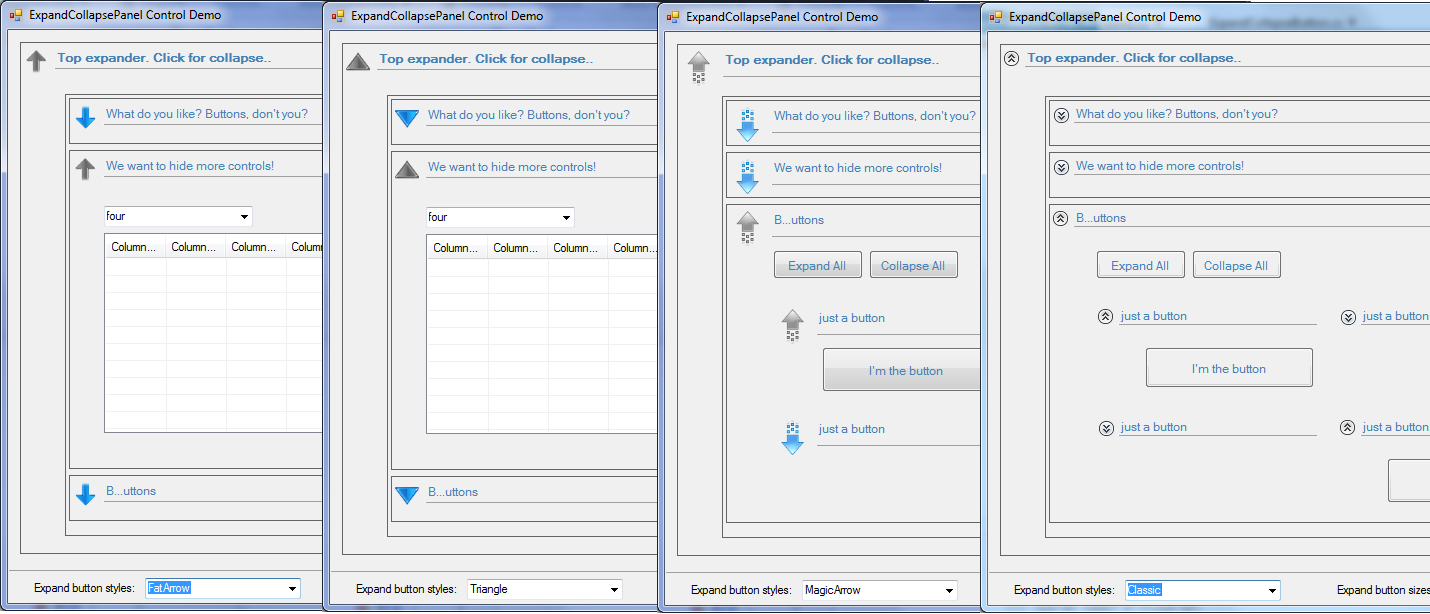 ExpandCollapsePanel Control Demo
Top expander. Click for collapse..
What do you like? Buttons, don't you?
We want to hide more controls!
four
Column... Column... Column... Colum
B...uttons
Expand button styles: FatArrow
ExpandCollapsePanel Control Demo
Top expander. Click for collapse..
What do you like? Buttons, don't you?
We want to hide more controls!
four
Column... Column... Column... Column...
B...uttons
Expand button styles: Triangle
ExpandCollapsePanel Control Demo
Top expander. Click for collapse..
What do you like? Buttons, don't you?
We want to hide more controls!
B...uttons
Expand All Collapse All
just a button
I'm the button
just a button
Expand button styles: MagicArrow
ExpandCollapsePanel Control Demo
Top expander. Click for collapse..
What do you like? Buttons, don't you?
We want to hide more controls!
B...uttons
Expand All Collapse All
just a button just a button
I'm the button
just a button just a button
Expand button styles: Classic Expand button sizes